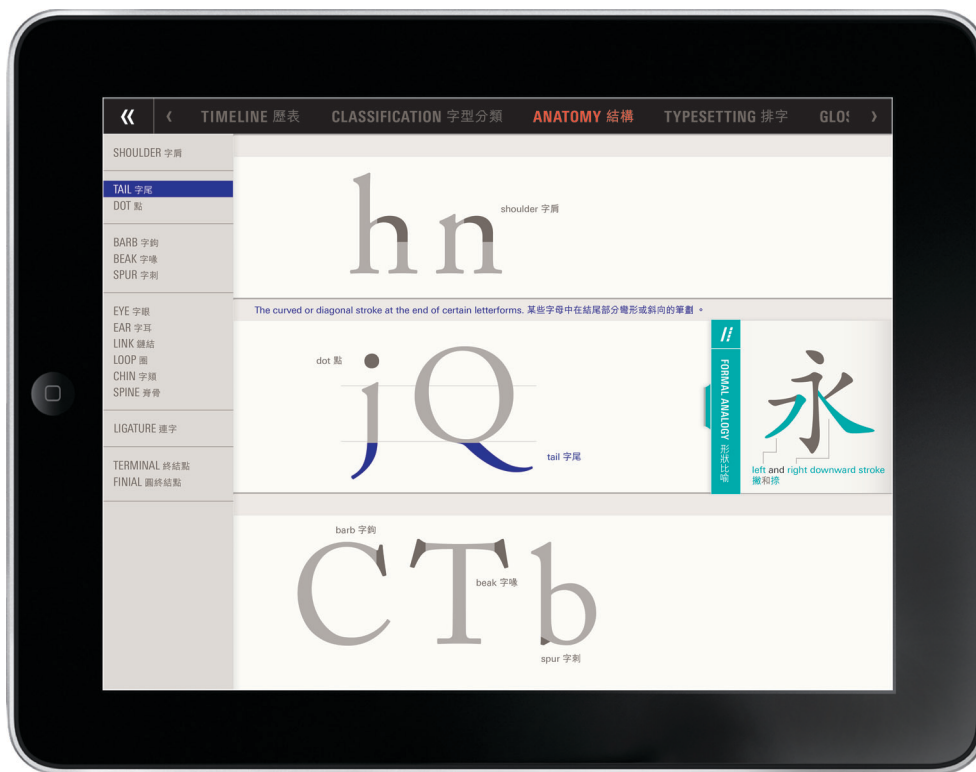 « ‹ TIMELINE 歷表 CLASSIFICATION 字型分類 ANATOMY 結構 TYPESETTING 排字 GLOS ›
SHOULDER 字肩
TAIL 字尾
DOT 點
BARB 字鉤
BEAK 字喙
SPUR 字刺
EYE 字眼
EAR 字耳
LINK 鏈結
LOOP 圈
CHIN 字頦
SPINE 脊骨
LIGATURE 連字
TERMINAL 終結點
FINIAL 圓終結點
hn
shoulder 字肩
The curved or diagonal stroke at the end of certain letterforms. 某些字母中在結尾部分彎形或斜向的筆劃。
dot 點
jQ
tail 字尾
FORMAL ANALOGY 形狀比喻
永
left and right downward stroke
撇和捺
barb 字鉤
CTb
beak 字喙
spur 字刺